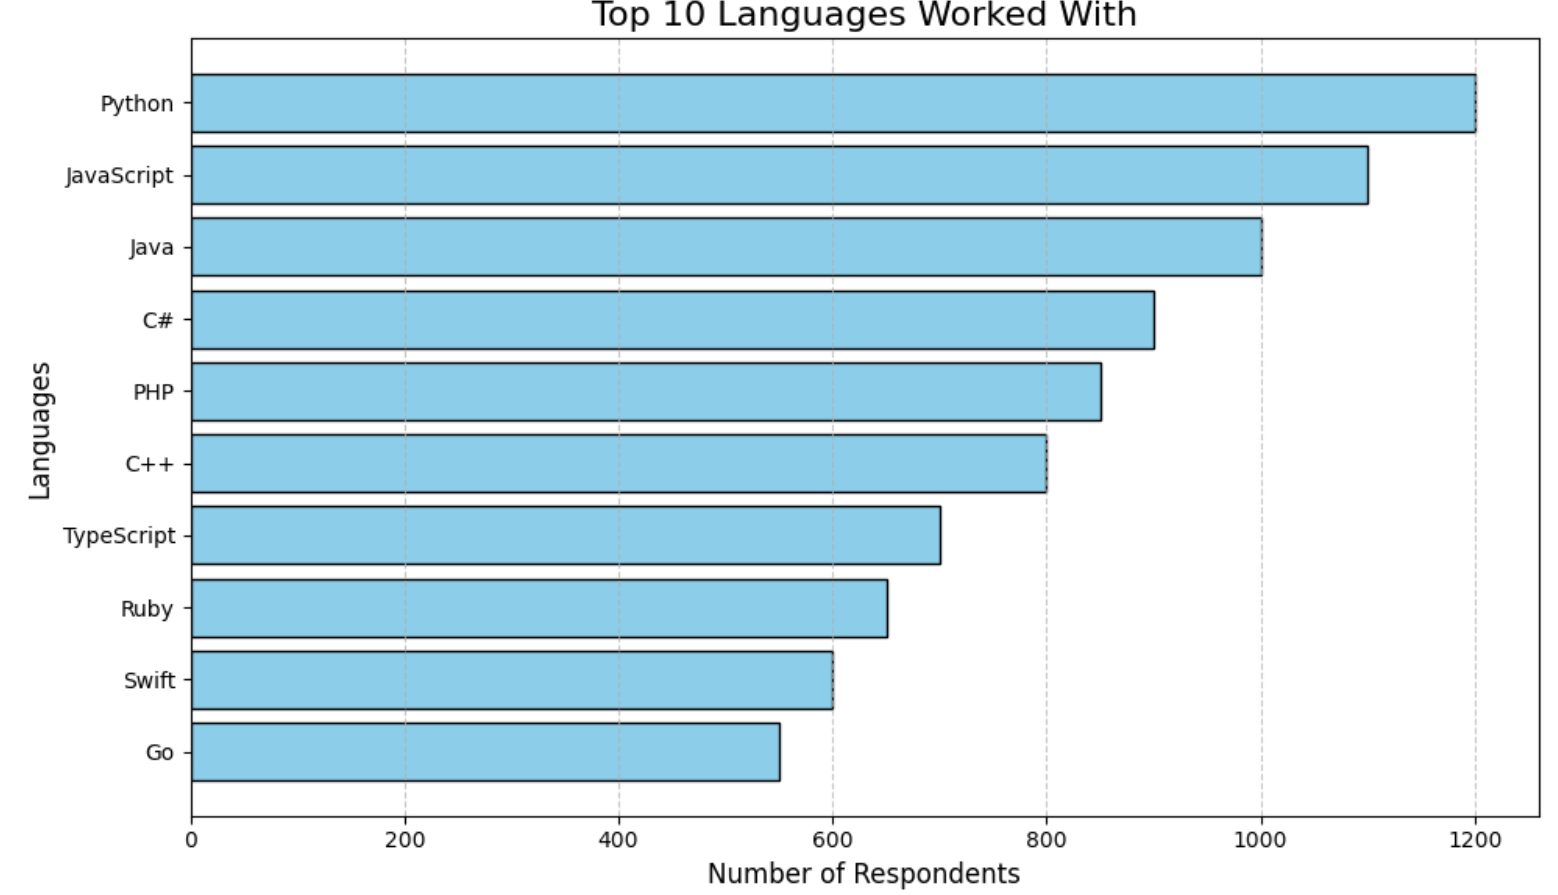 Top 10 Languages Worked With
Python
JavaScript
Java
C#
PHP
C++
TypeScript
Ruby
Swift
Go
Languages
0 200 400 600 800 1000 1200
Number of Respondents